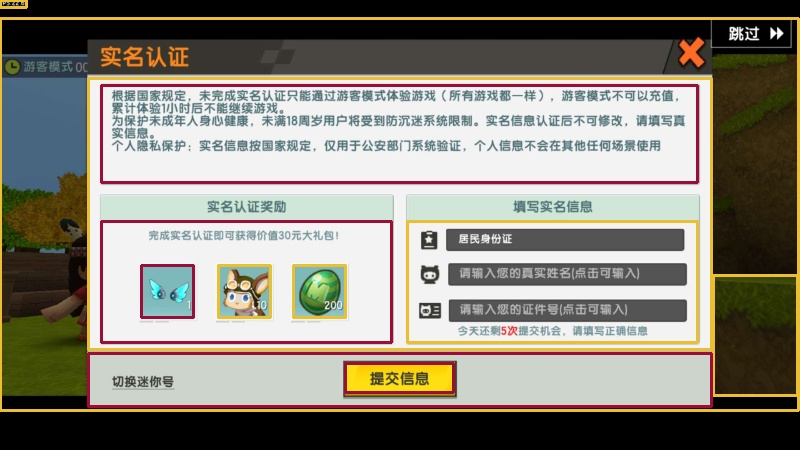 跳过
实名认证
游客模式00
根据国家规定，未完成实名认证只能通过游客模式体验游戏（所有游戏都一样），游客模式不可以充值，
累计体验1小时后不能继续游戏。
为保护未成年人身心健康，未满18周岁用户将受到防沉迷系统限制。实名信息认证后不可修改，请填写真
实信息。
个人隐私保护：实名信息按国家规定，仅用于公安部门系统验证，个人信息不会在其他任何场景使用
实名认证奖励
填写实名信息
完成实名认证即可获得价值30元大礼包！
居民身份证
请输入您的真实姓名(点击可输入)
1
10
200
请输入您的证件号(点击可输入)
今天还剩5次提交机会，请填写正确信息
切换迷你号
提交信息